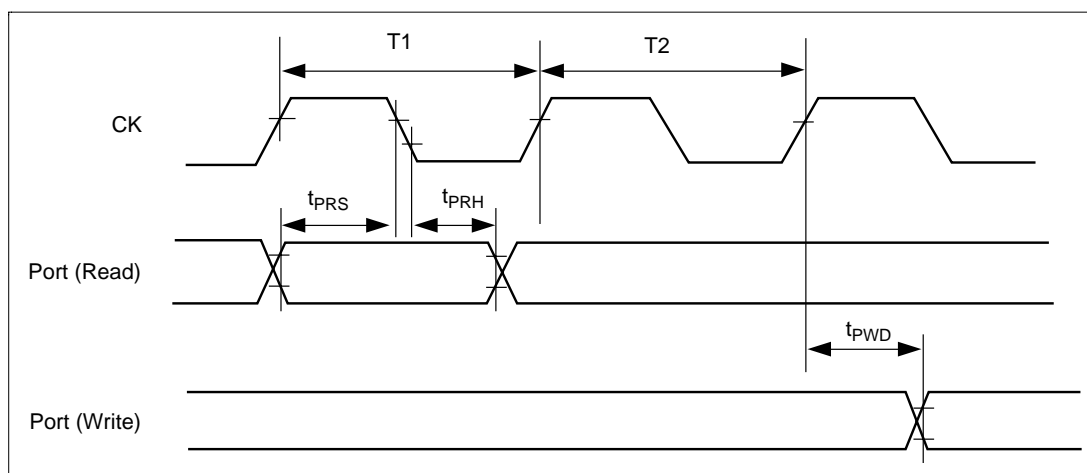 T1
T2
CK
tPRS
tPRH
Port (Read)
tPWD
Port (Write)